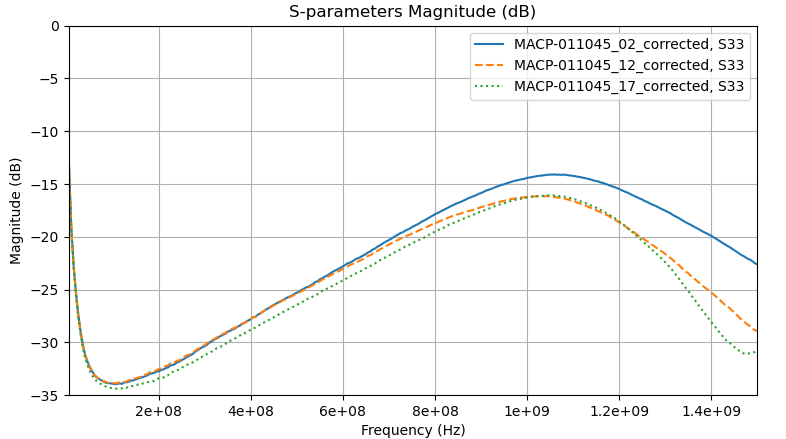 S-parameters Magnitude (dB)
MACP-011045_02_corrected, S33
MACP-011045_12_corrected, S33
MACP-011045_17_corrected, S33
Magnitude (dB)
0
−5
−10
−15
−20
−25
−30
−35
2e+08 4e+08 6e+08 8e+08 1e+09 1.2e+09 1.4e+09
Frequency (Hz)